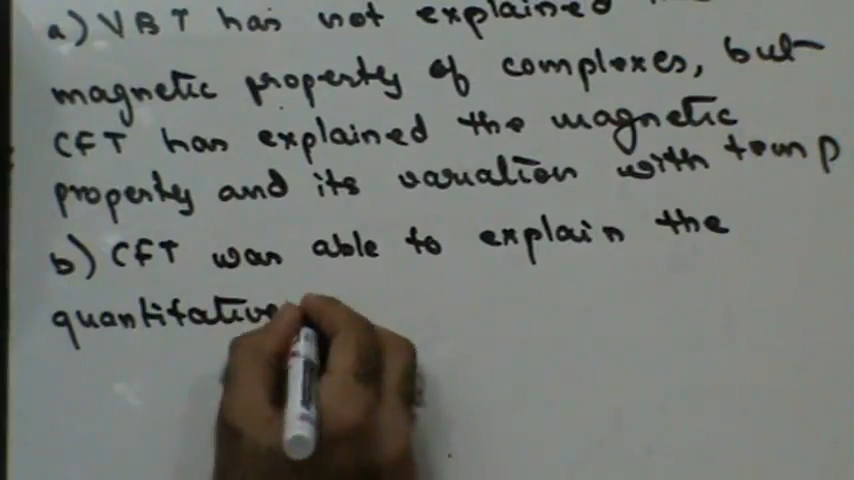 a) VBT has not explained
magnetic property of complexes, but
CFT has explained the magnetic
property and its variation with temp
b) CFT was able to explain the
quantitative